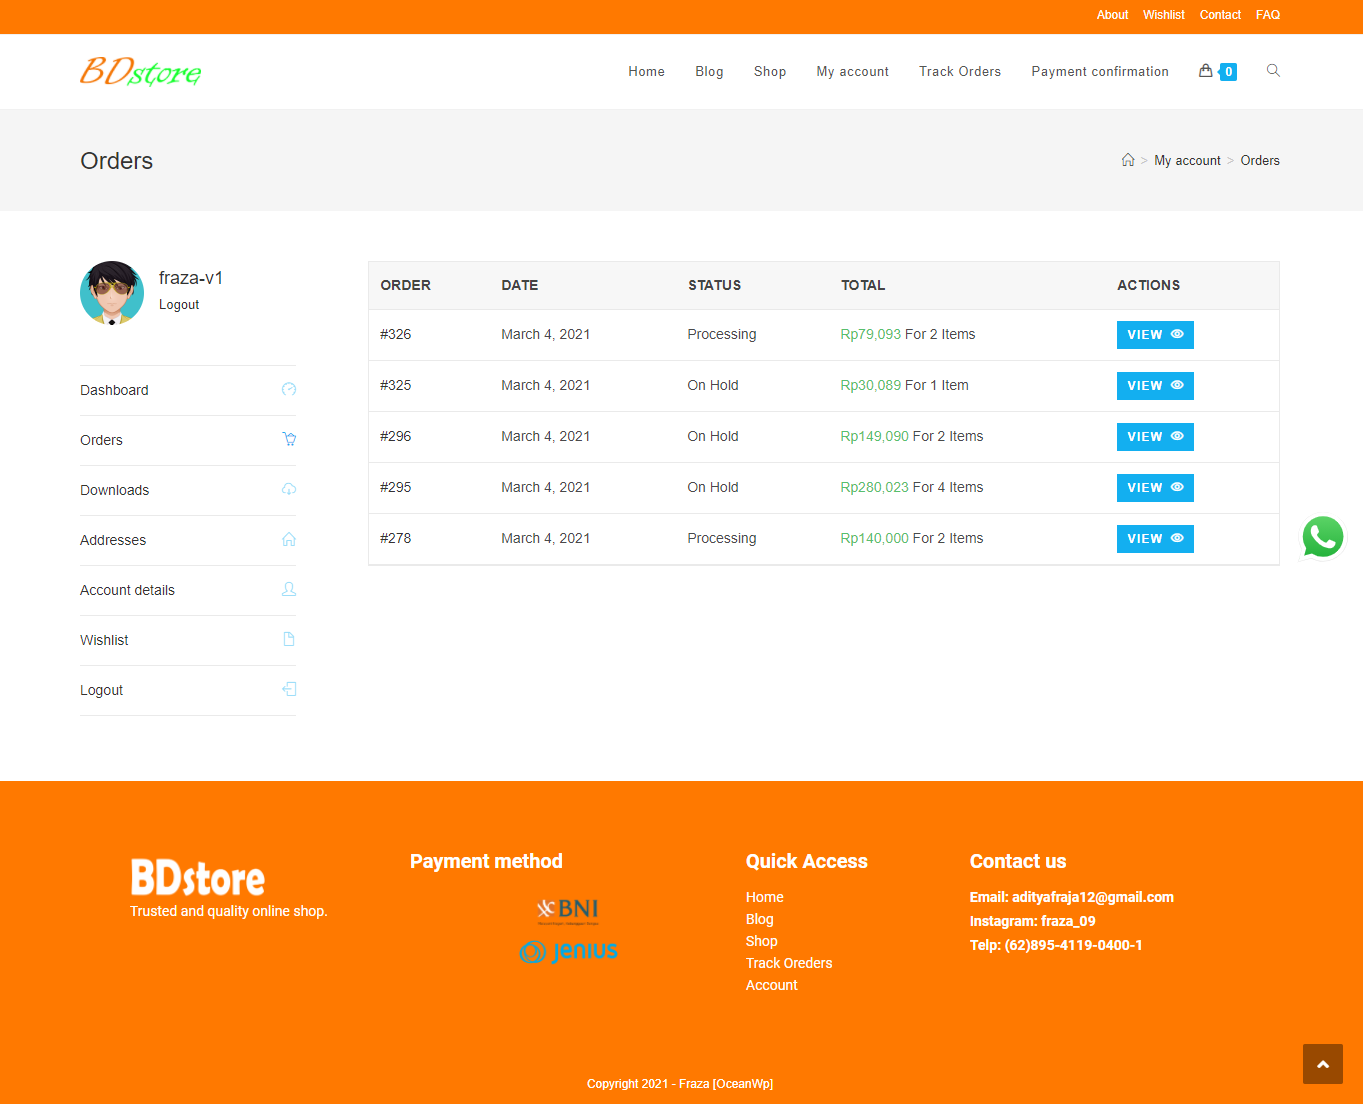 About Wishlist Contact FAQ
BDstore
Home Blog Shop My account Track Orders Payment confirmation 0
Orders
> My account > Orders
fraza-v1
Logout
Dashboard
Orders
Downloads
Addresses
Account details
Wishlist
Logout
ORDER DATE STATUS TOTAL ACTIONS
#326 March 4, 2021 Processing Rp79,093 For 2 Items VIEW
#325 March 4, 2021 On Hold Rp30,089 For 1 Item VIEW
#296 March 4, 2021 On Hold Rp149,090 For 2 Items VIEW
#295 March 4, 2021 On Hold Rp280,023 For 4 Items VIEW
#278 March 4, 2021 Processing Rp140,000 For 2 Items VIEW
BDstore
Trusted and quality online shop.
Payment method
BNI
jenius
Quick Access
Home
Blog
Shop
Track Oreders
Account
Contact us
Email: adityafraja12@gmail.com
Instagram: fraza_09
Telp: (62)895-4119-0400-1
Copyright 2021 - Fraza [OceanWp]